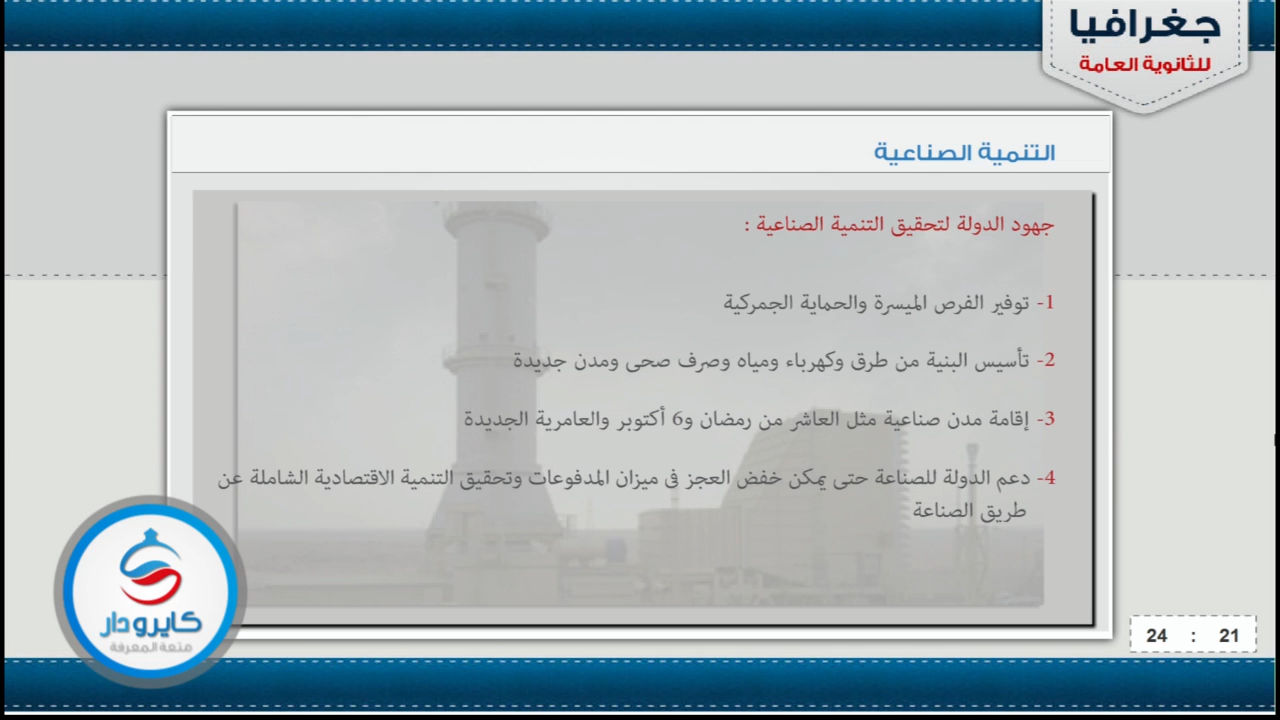 جغرافيا
للثانوية العامة
التنمية الصناعية
جهود الدولة لتحقيق التنمية الصناعية :
1- توفير الفرص الميسرة والحماية الجمركية
2- تأسيس البنية من طرق وكهرباء ومياه وصرف صحى ومدن جديدة
3- إقامة مدن صناعية مثل العاشر من رمضان و6 أكتوبر والعامرية الجديدة
4- دعم الدولة للصناعة حتى يمكن خفض العجز فى ميزان المدفوعات وتحقيق التنمية الاقتصادية الشاملة عن
طريق الصناعة
كايرودار
متعة المعرفة
24 : 21